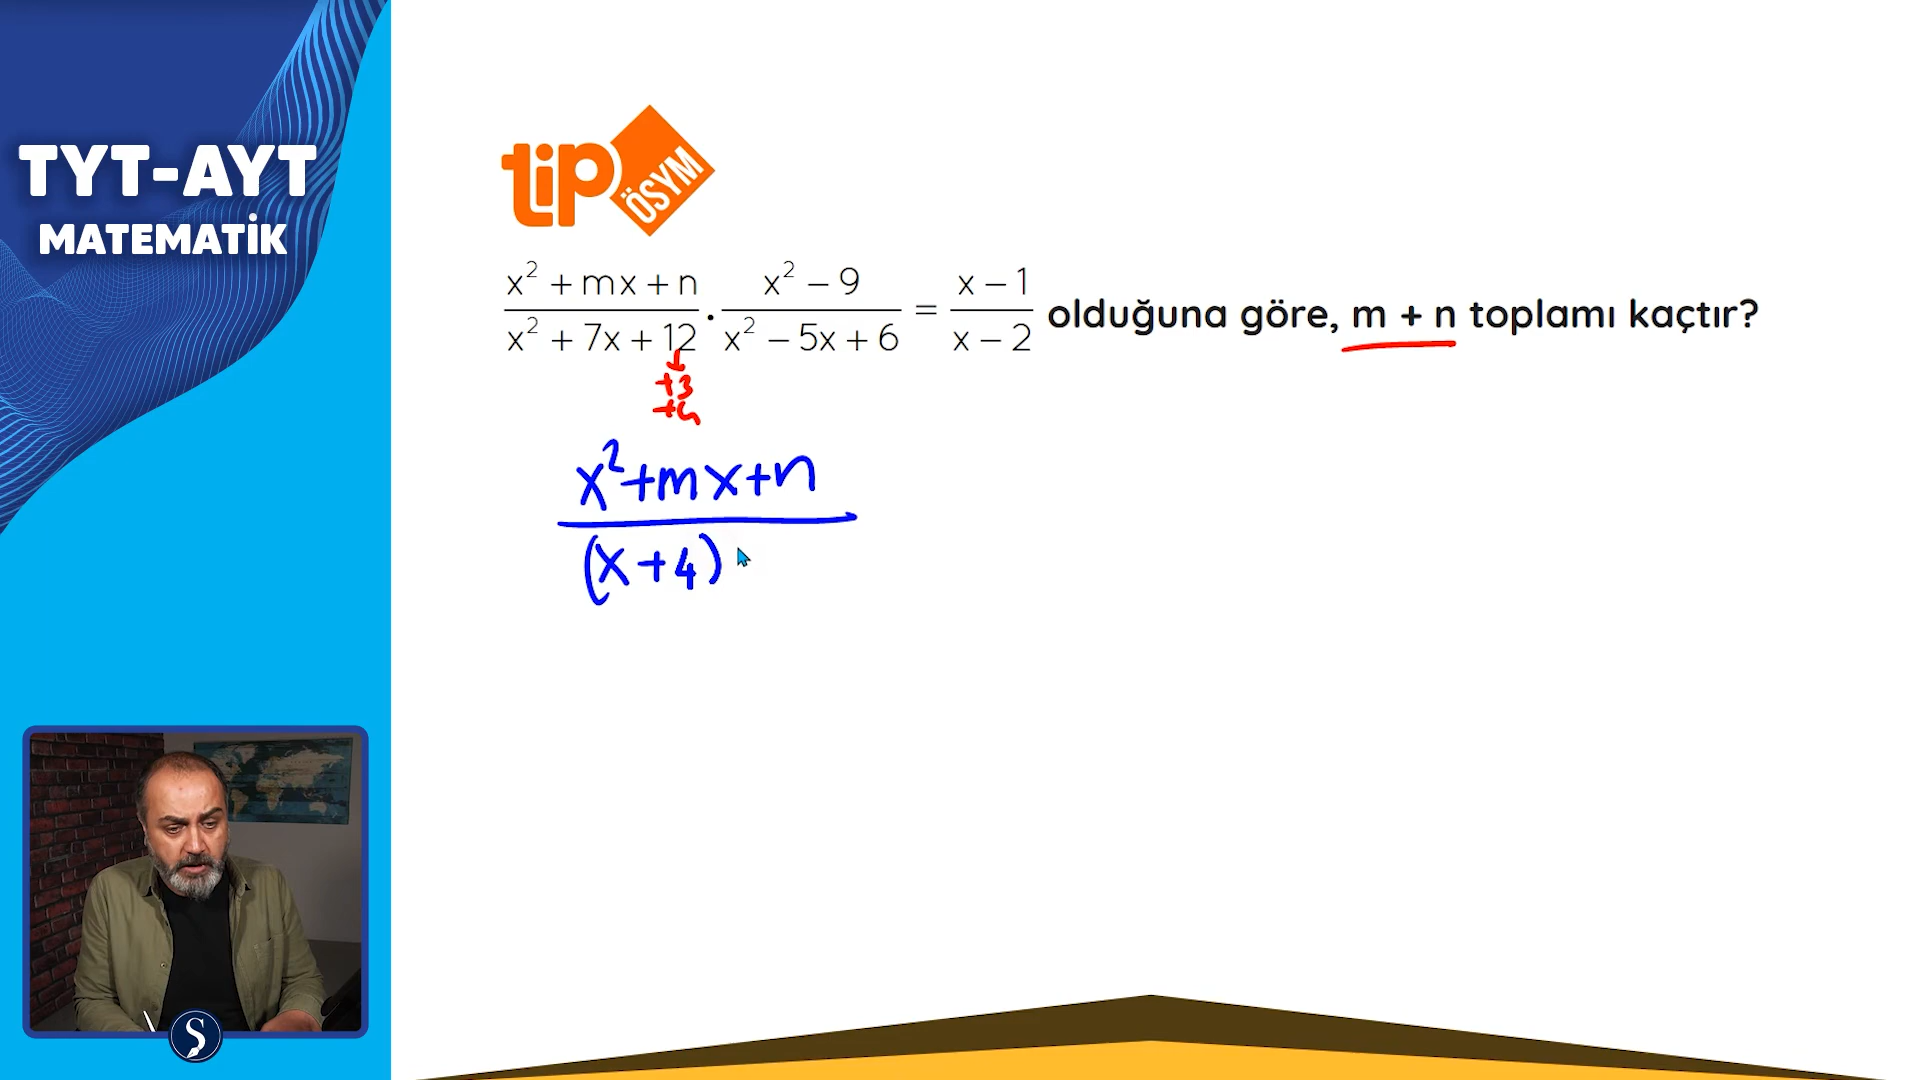 TYT-AYT
MATEMATİK
tip ÖSYM
x² + mx + n / x² + 7x + 12 · x² − 9 / x² − 5x + 6 = x − 1 / x − 2 olduğuna göre, m + n toplamı kaçtır?
+3
+4
x²+mx+n
(x+4)
S